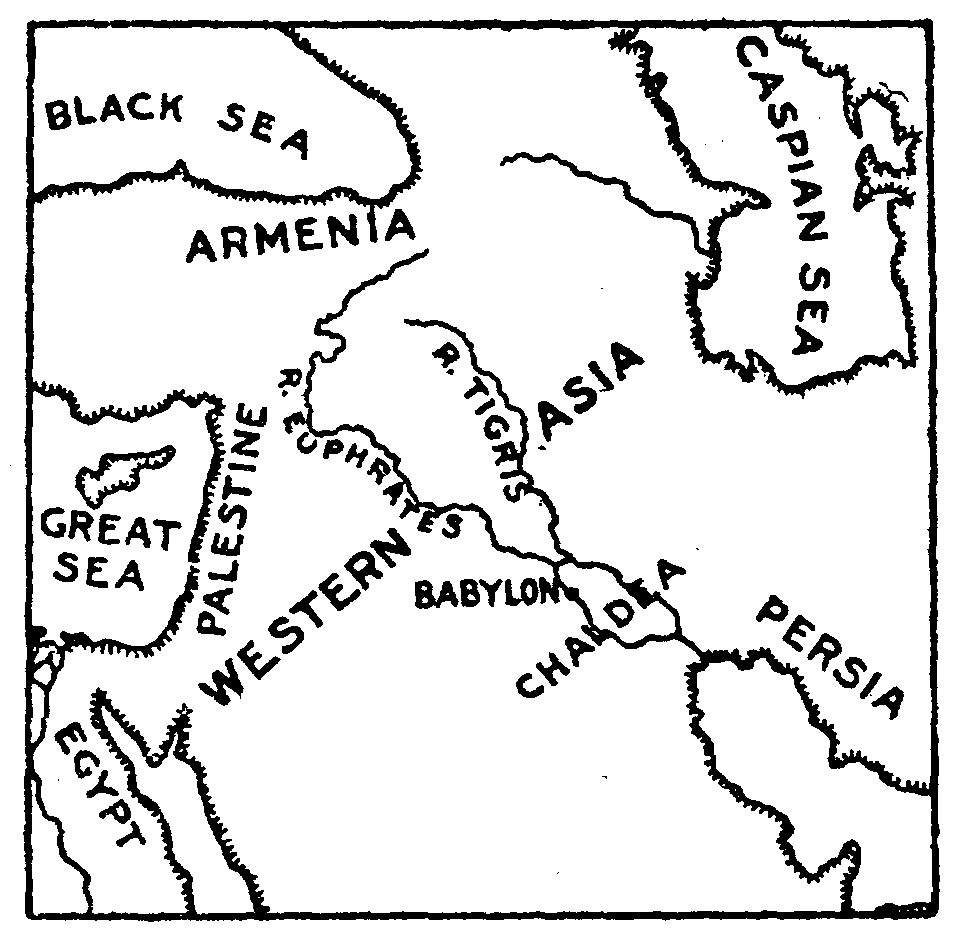 BLACK SEA
CASPIAN SEA
ARMENIA
R. EUPHRATES
R. TIGRIS
WESTERN ASIA
PALESTINE
GREAT
SEA
BABYLON
CHALDEA
PERSIA
EGYPT